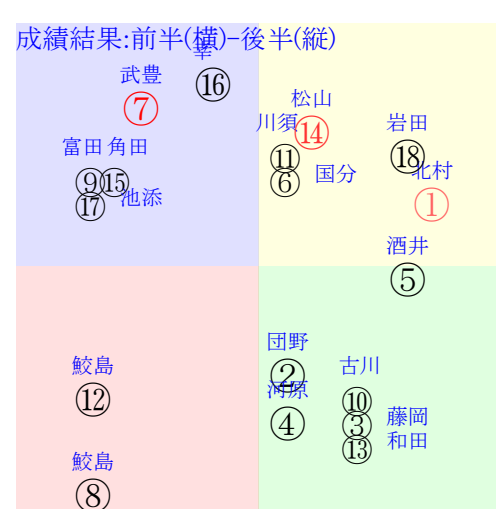 成績結果:前半(横)-後半(縦)
幸
⑯
武豊
⑦
松山
⑭
川須
⑪
⑥
国分
岩田
⑱
北村
①
富田 角田
⑨⑮
⑰
池添
酒井
⑤
団野
②
河原
④
古川
⑩
③
藤岡
⑬
和田
鮫島
⑫
鮫島
⑧